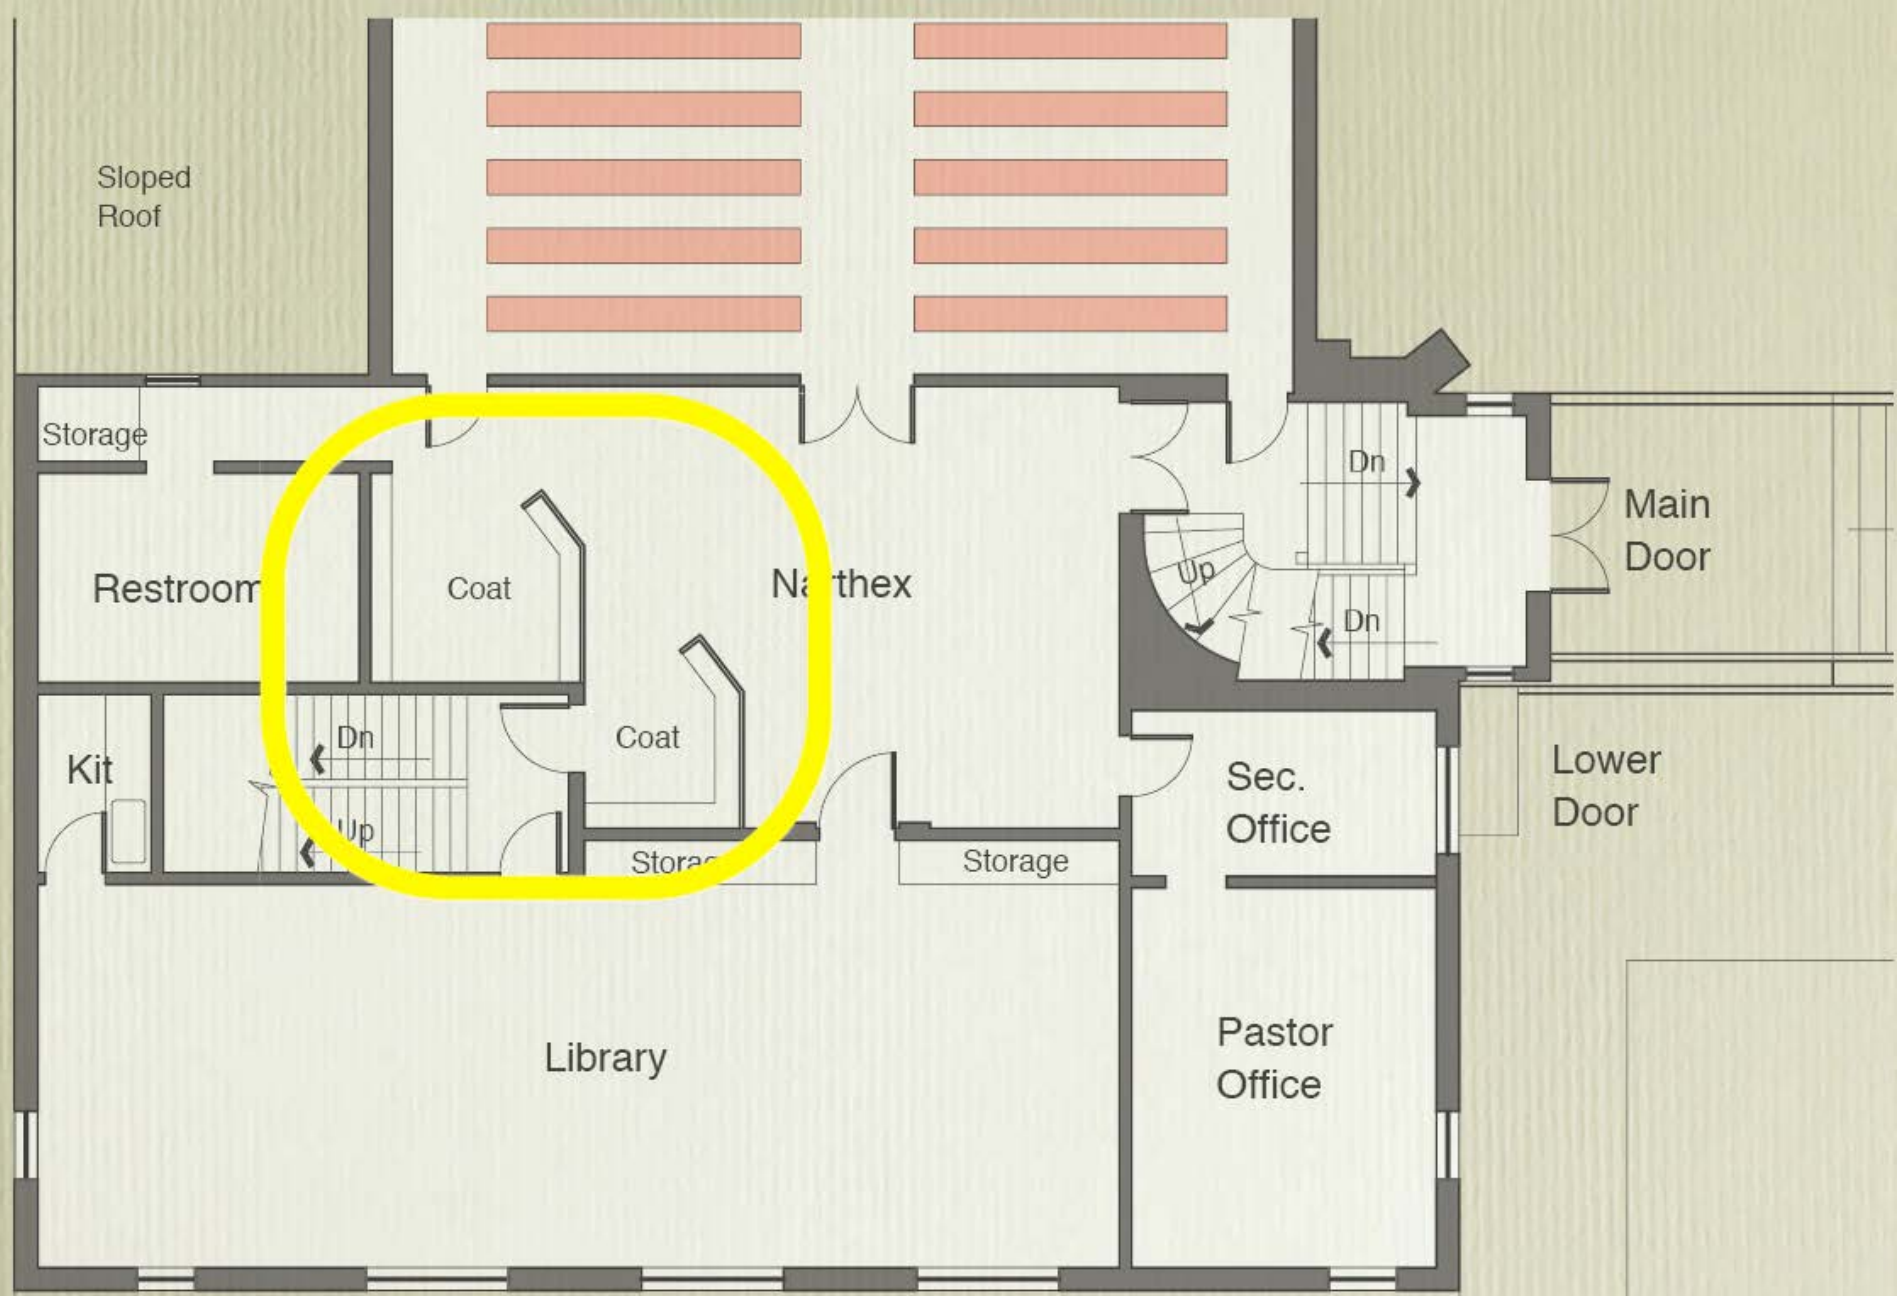 Sloped
Roof
Storage
Restroom
Coat
Narthex
Dn
Up
Dn
Main
Door
Kit
Dn
Up
Coat
Sec.
Office
Lower
Door
Storage
Storage
Library
Pastor
Office